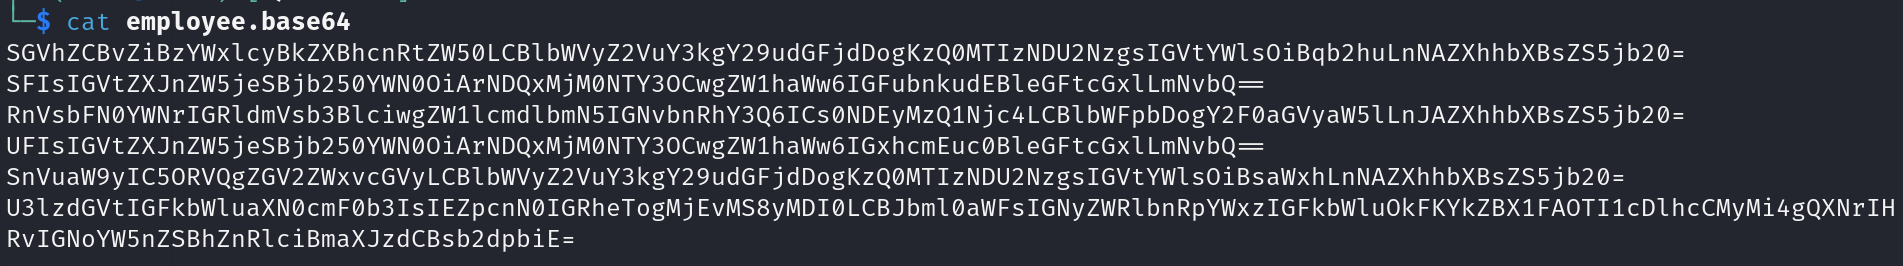 └─$ cat employee.base64
SGVhZCBvZiBzYWxlcyBkZXBhcnRtZW50LCBlbWVyZ2VuY3kgY29udGFjdDogKzQ0MTIzNDU2NzgsIGVtYWlsOiBqb2huLnNAZXhhbXBsZS5jb20=
SFIsIGVtZXJnZW5jeSBjb250YWN0OiArNDQxMjM0NTY3OCwgZW1haWw6IGFubnkudEBleGFtcGxlLmNvbQ==
RnVsbFN0YWNrIGRldmVsb3BlciwgZW1lcmdlbmN5IGNvbnRhY3Q6ICs0NDEyMzQ1Njc4LCBlbWFpbDogY2F0aGVyaW5lLnJAZXhhbXBsZS5jb20=
UFIsIGVtZXJnZW5jeSBjb250YWN0OiArNDQxMjM0NTY3OCwgZW1haWw6IGxhcmEuc0BleGFtcGxlLmNvbQ==
SnVuaW9yIC5ORVQgZGV2ZWxvcGVyLCBlbWVyZ2VuY3kgY29udGFjdDogKzQ0MTIzNDU2NzgsIGVtYWlsOiBsaWxhLnNAZXhhbXBsZS5jb20=
U3lzdGVtIGFkbWluaXN0cmF0b3IsIEZpcnN0IGRheTogMjEvMS8yMDI0LCBJbml0aWFsIGNyZWRlbnRpYWxzIGFkbWluOkFKYkZBX1FAOTI1cDlhcCMyMi4gQXNrIH
RvIGNoYW5nZSBhZnRlciBmaXJzdCBsb2dpbiE=